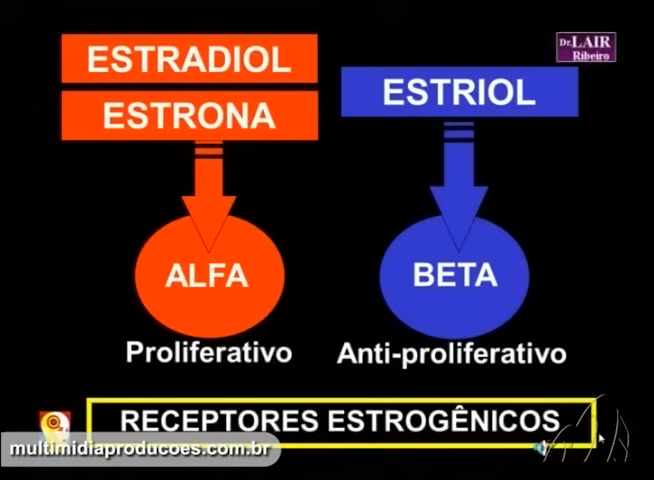 ESTRADIOL
ESTRONA
Dr. LAIR
Ribeiro
ESTRIOL
ALFA
BETA
Proliferativo
Anti-proliferativo
RECEPTORES ESTROGÊNICOS
multimidiaproducoes.com.br